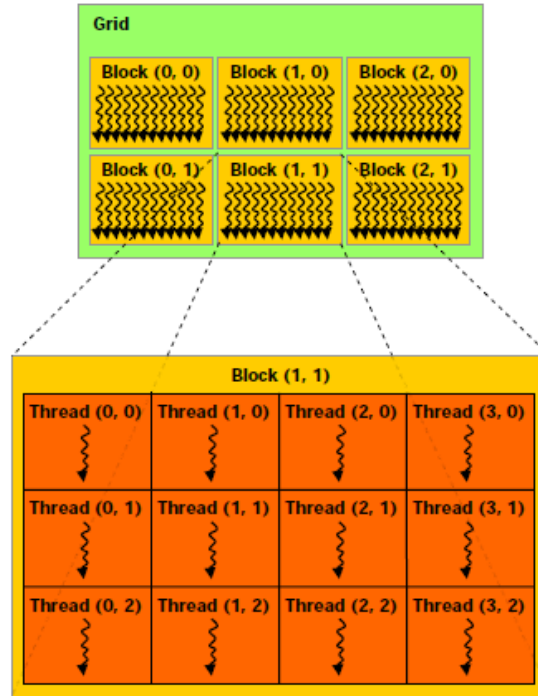 Grid
Block (0, 0) Block (1, 0) Block (2, 0)
Block (0, 1) Block (1, 1) Block (2, 1)
Block (1, 1)
Thread (0, 0) Thread (1, 0) Thread (2, 0) Thread (3, 0)
Thread (0, 1) Thread (1, 1) Thread (2, 1) Thread (3, 1)
Thread (0, 2) Thread (1, 2) Thread (2, 2) Thread (3, 2)